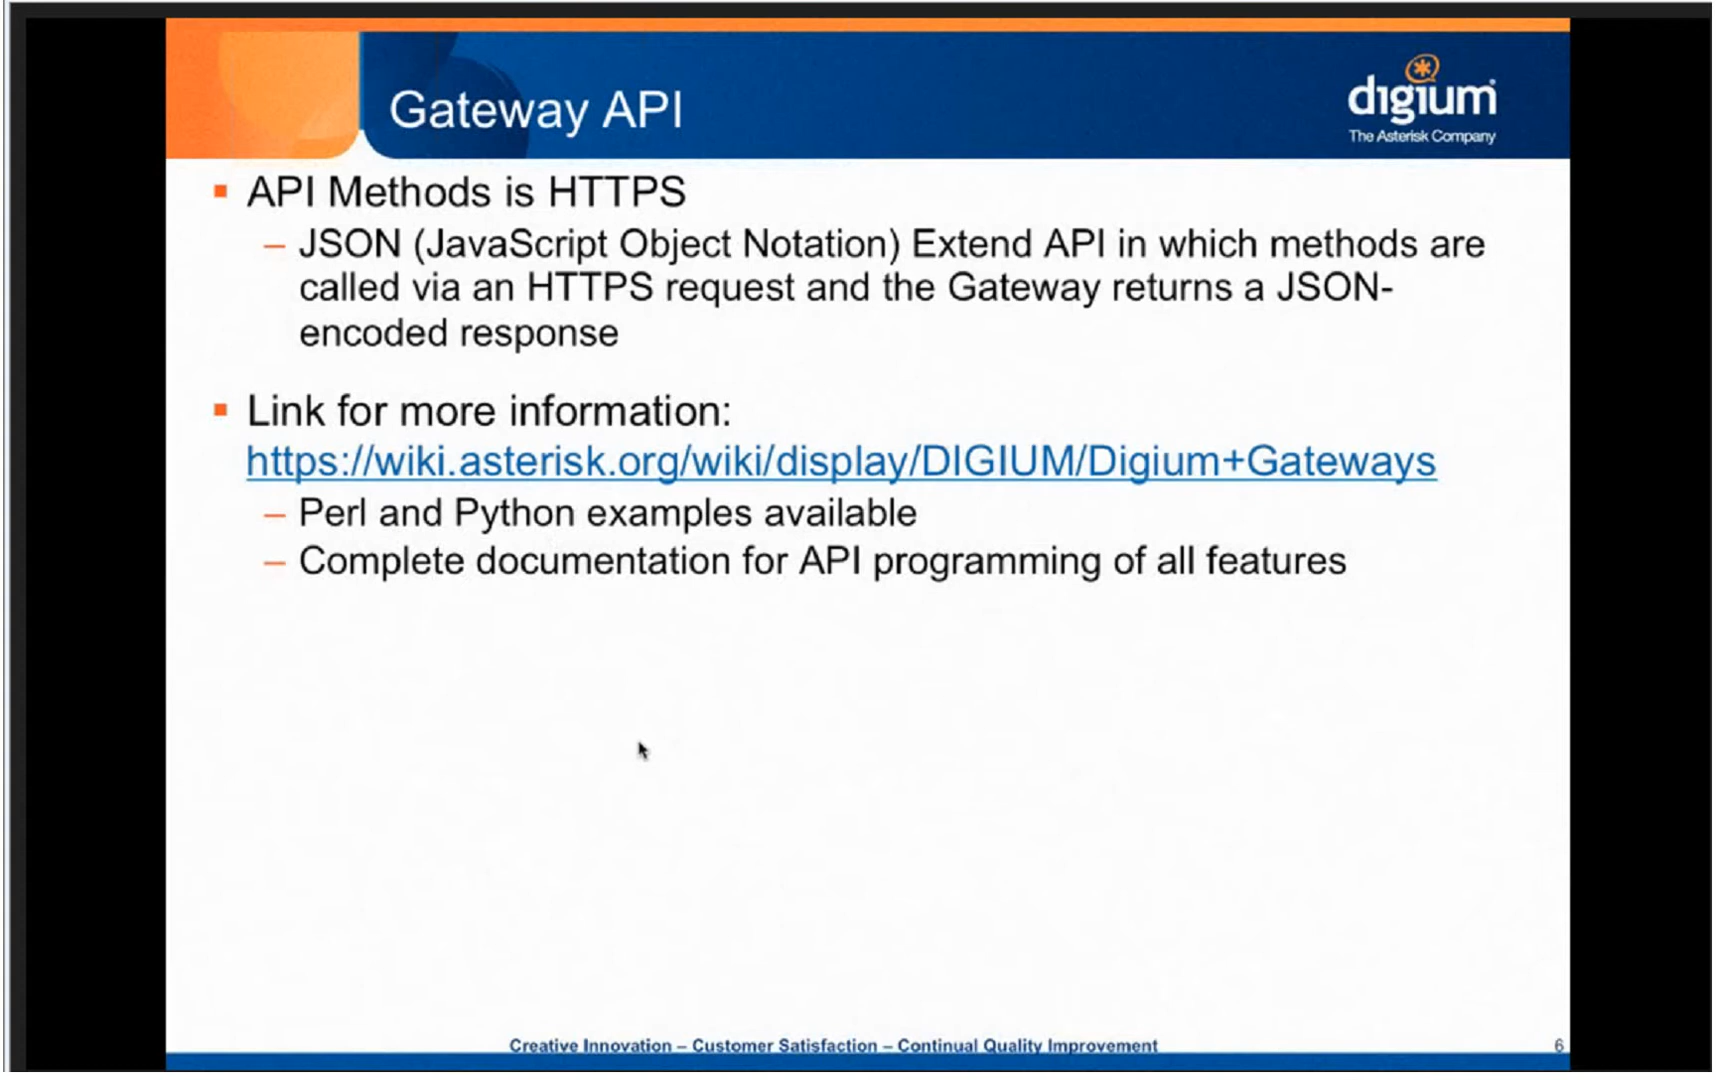 Gateway API
digium
The Asterisk Company
▪ API Methods is HTTPS
– JSON (JavaScript Object Notation) Extend API in which methods are
called via an HTTPS request and the Gateway returns a JSON-
encoded response
▪ Link for more information:
https://wiki.asterisk.org/wiki/display/DIGIUM/Digium+Gateways
– Perl and Python examples available
– Complete documentation for API programming of all features
Creative Innovation – Customer Satisfaction – Continual Quality Improvement
6